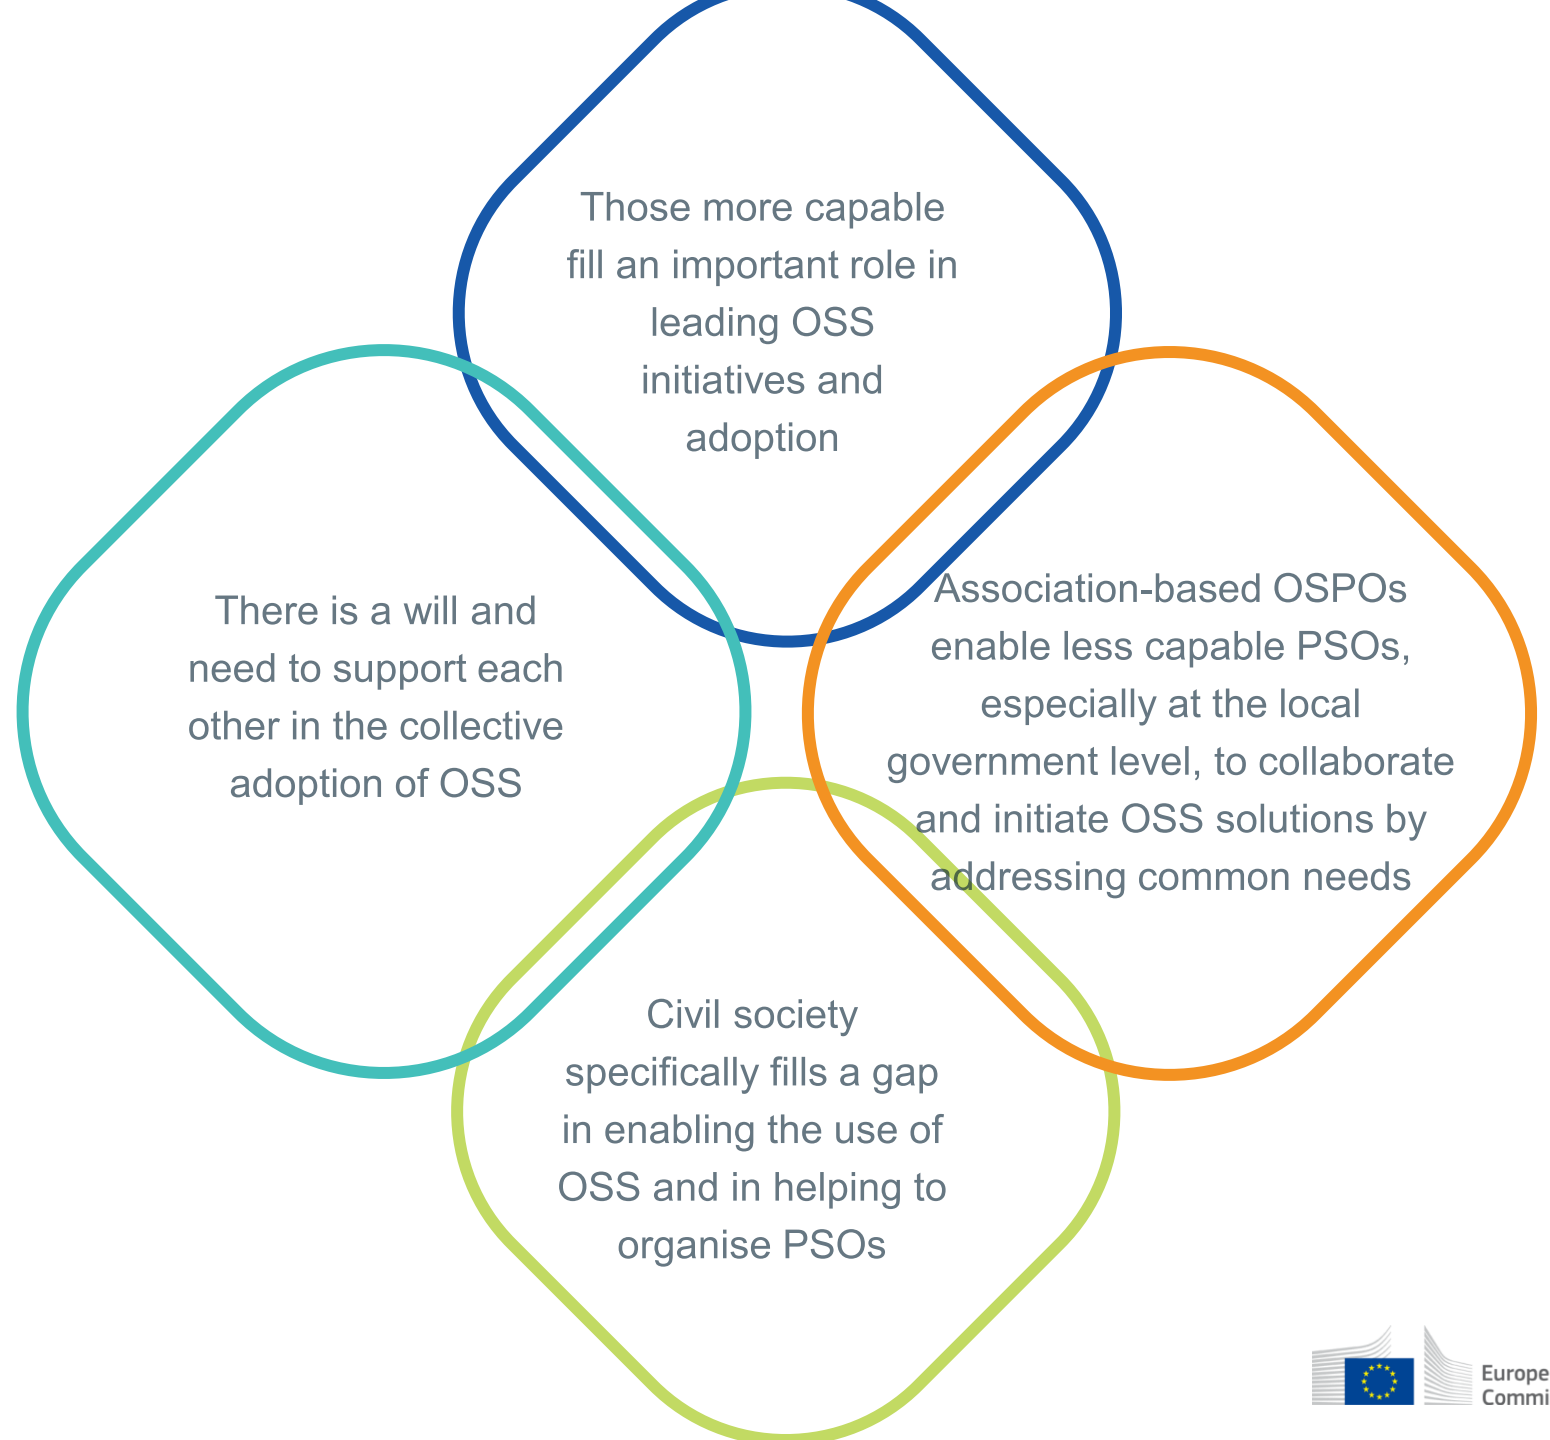 Those more capable
fill an important role in
leading OSS
initiatives and
adoption
There is a will and
need to support each
other in the collective
adoption of OSS
Association-based OSPOs
enable less capable PSOs,
especially at the local
government level, to collaborate
and initiate OSS solutions by
addressing common needs
Civil society
specifically fills a gap
in enabling the use of
OSS and in helping to
organise PSOs
Europe
Commi